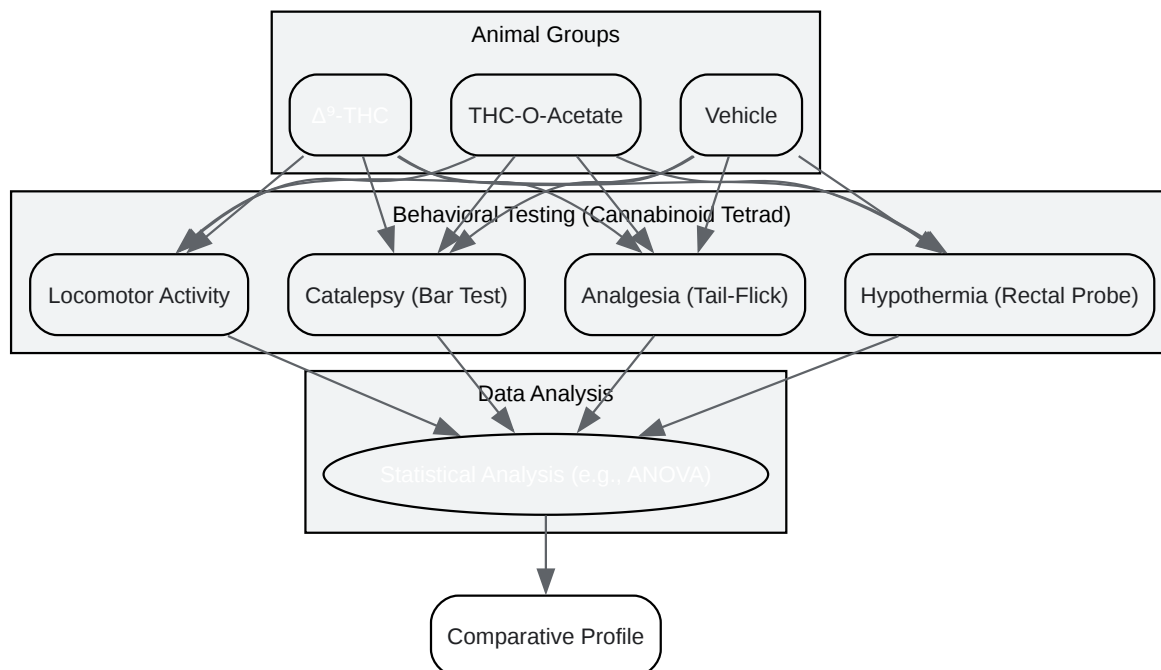 Animal Groups
Δ⁹-THC
THC-O-Acetate
Vehicle
Behavioral Testing (Cannabinoid Tetrad)
Locomotor Activity
Catalepsy (Bar Test)
Analgesia (Tail-Flick)
Hypothermia (Rectal Probe)
Data Analysis
Statistical Analysis (e.g., ANOVA)
Comparative Profile